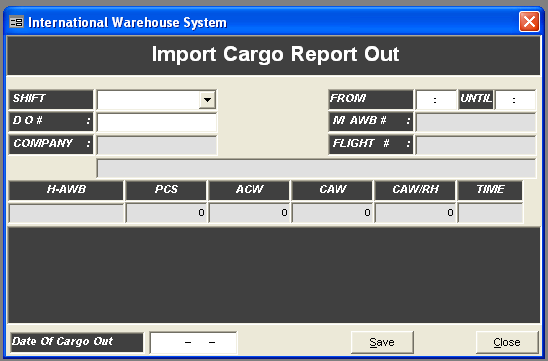 International Warehouse System
Import Cargo Report Out
SHIFT FROM : UNTIL :
D O # : M AWB # :
COMPANY : FLIGHT # :
H-AWB PCS ACW CAW CAW/RH TIME
0 0 0 0
Date Of Cargo Out - - Save Close